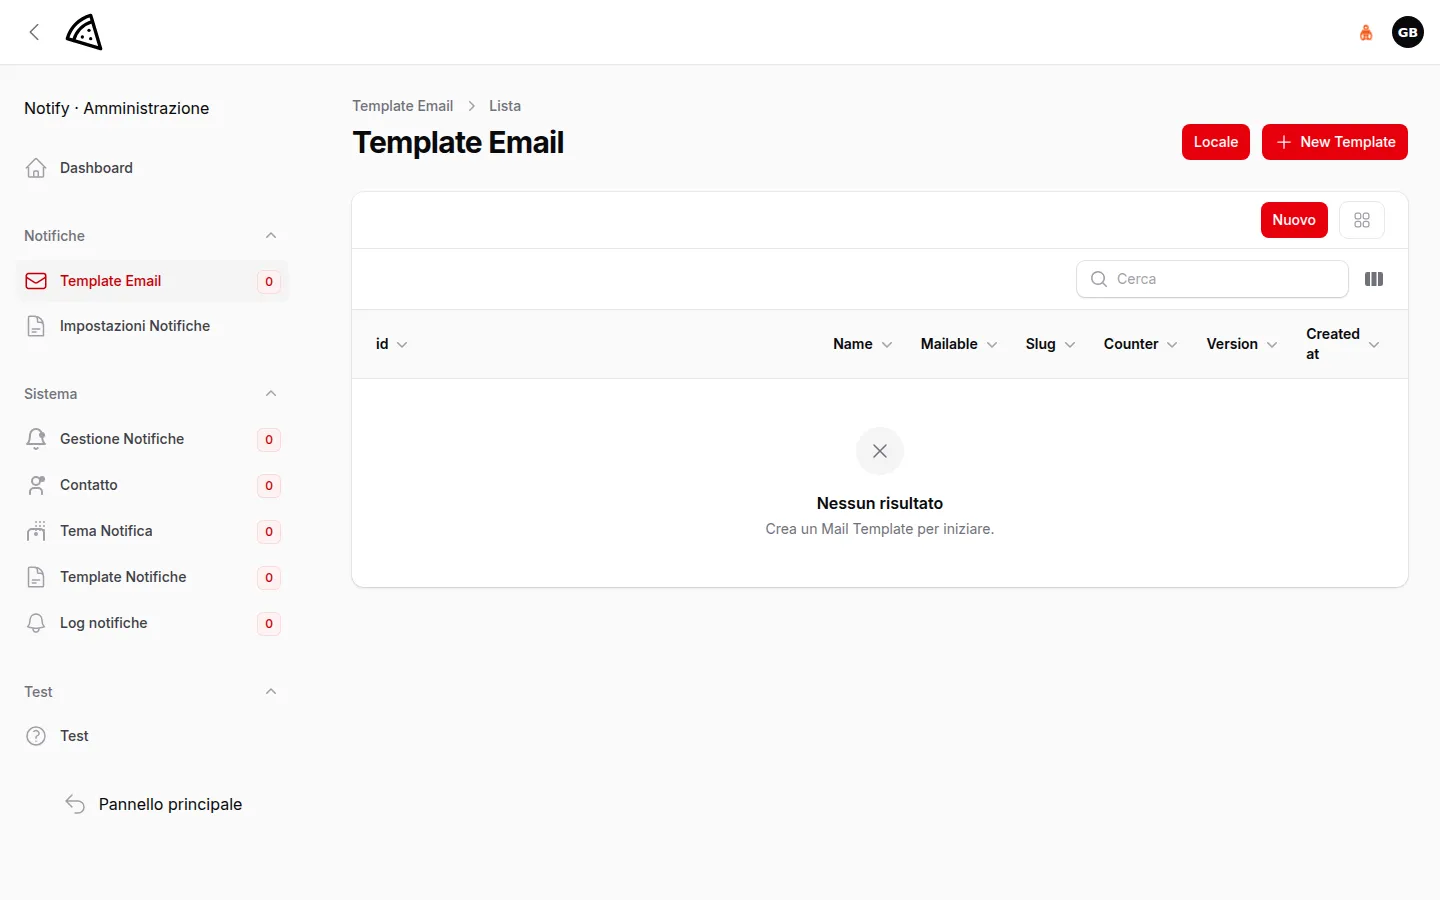 GB
Notify · Amministrazione
Dashboard
Notifiche
Template Email 0
Impostazioni Notifiche
Sistema
Gestione Notifiche 0
Contatto 0
Tema Notifica 0
Template Notifiche 0
Log notifiche 0
Test
Test
Pannello principale
Template Email > Lista
Template Email
Locale
New Template
Nuovo
Cerca
id Name Mailable Slug Counter Version Created at
Nessun risultato
Crea un Mail Template per iniziare.